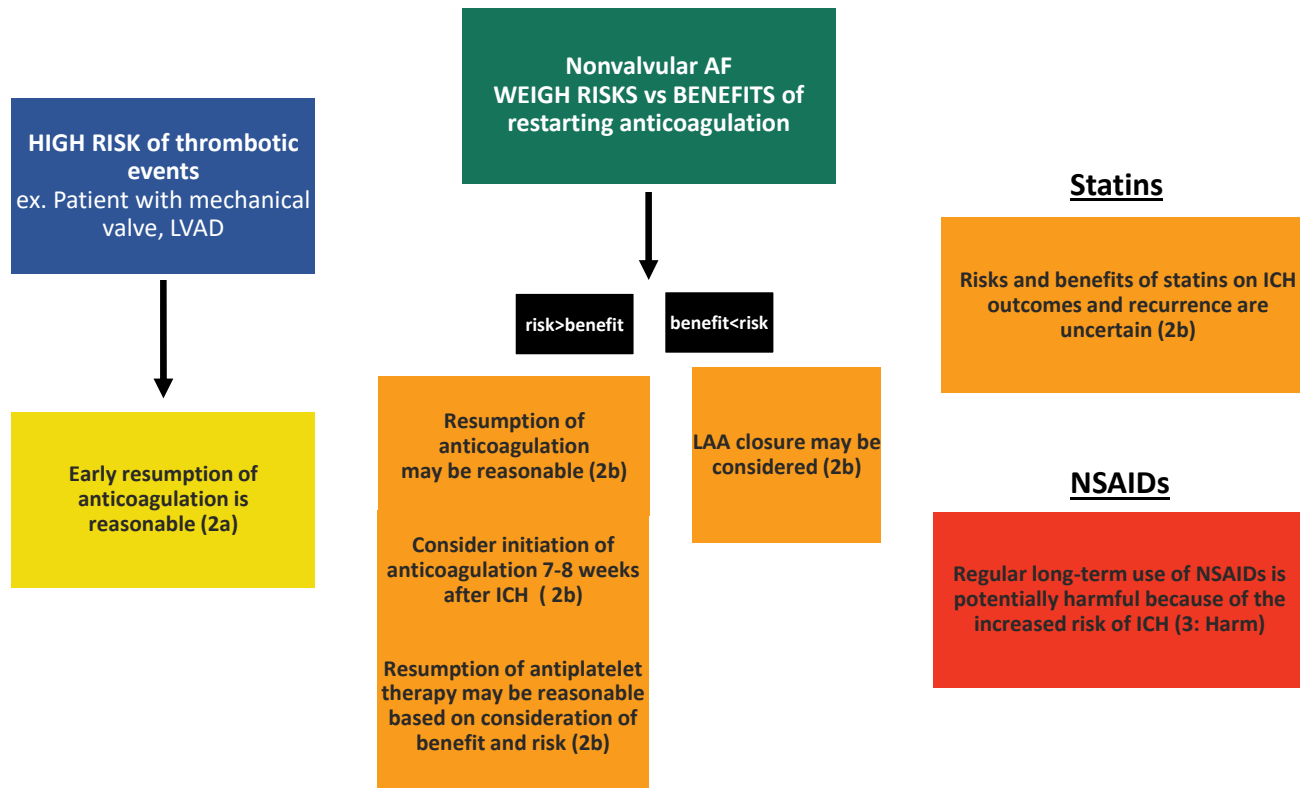 HIGH RISK of thrombotic
events
ex. Patient with mechanical
valve, LVAD
Early resumption of
anticoagulation is
reasonable (2a)
Nonvalvular AF
WEIGH RISKS vs BENEFITS of
restarting anticoagulation
risk>benefit
benefit<risk
Resumption of
anticoagulation
may be reasonable (2b)
Consider initiation of
anticoagulation 7-8 weeks
after ICH ( 2b)
Resumption of antiplatelet
therapy may be reasonable
based on consideration of
benefit and risk (2b)
LAA closure may be
considered (2b)
Statins
Risks and benefits of statins on ICH
outcomes and recurrence are
uncertain (2b)
NSAIDs
Regular long-term use of NSAIDs is
potentially harmful because of the
increased risk of ICH (3: Harm)